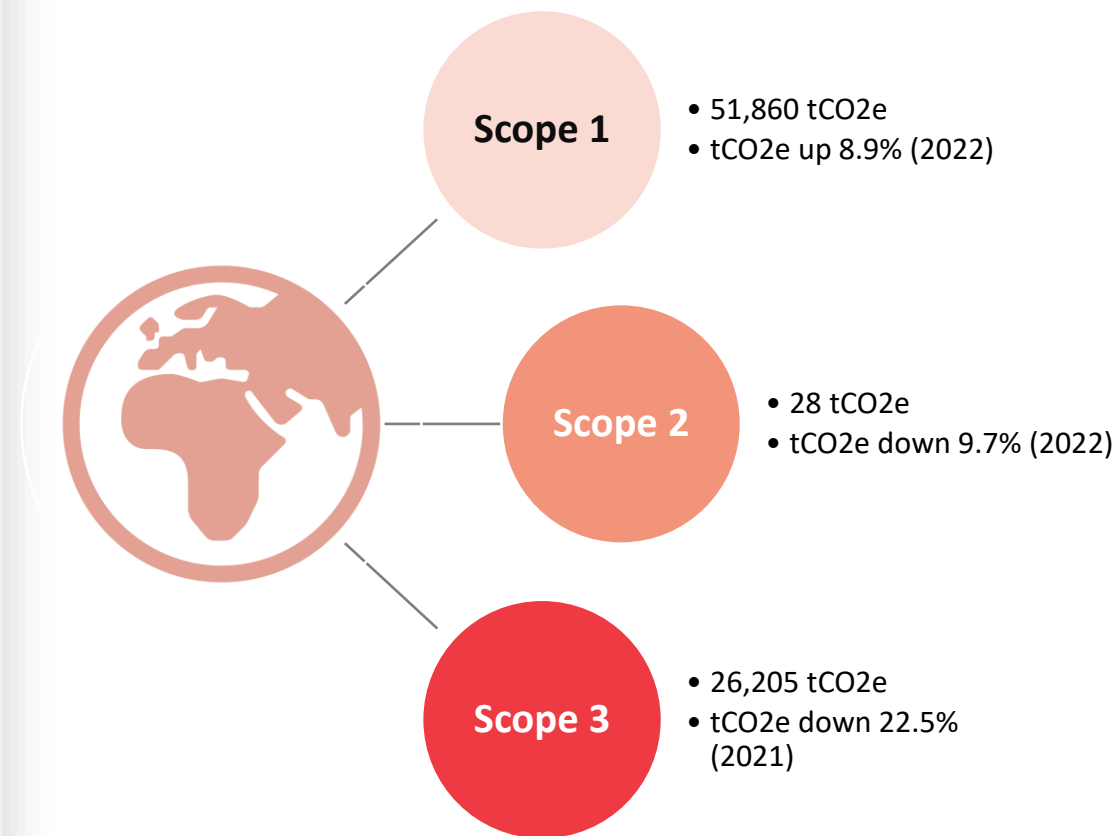 Scope 1
• 51,860 tCO2e
• tCO2e up 8.9% (2022)
Scope 2
• 28 tCO2e
• tCO2e down 9.7% (2022)
Scope 3
• 26,205 tCO2e
• tCO2e down 22.5%
(2021)